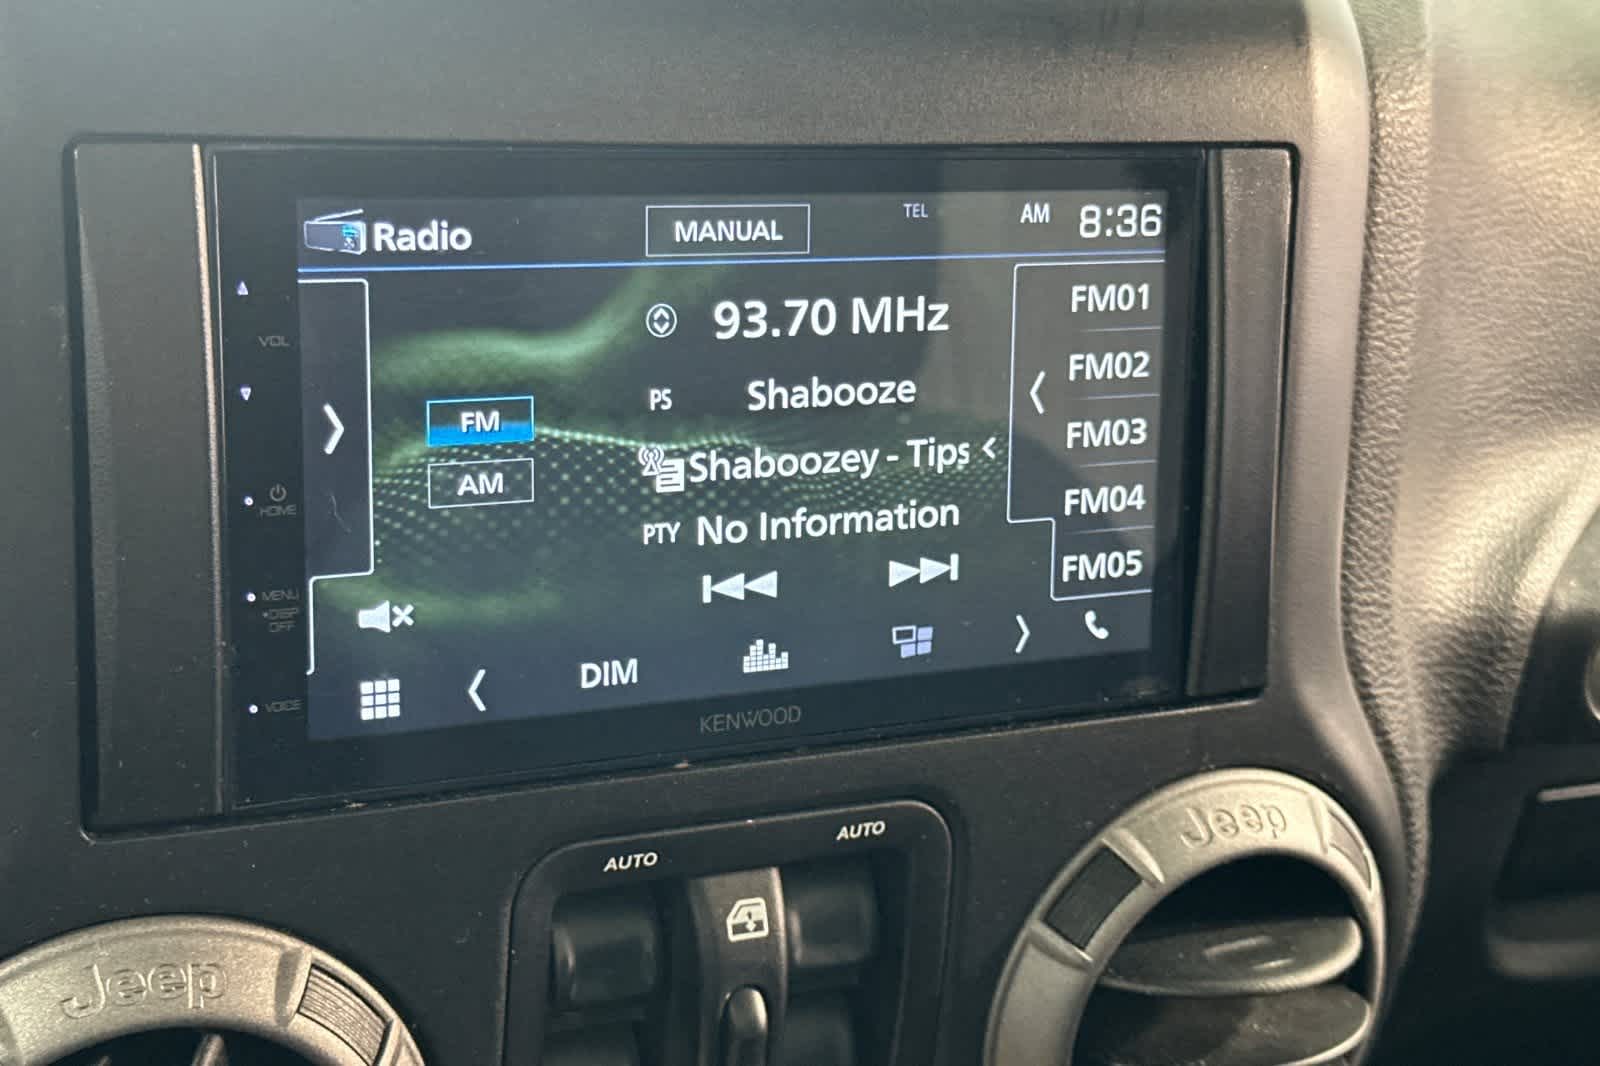 Radio
MANUAL
TEL
AM 8:36
VOL
93.70 MHz
FM01
FM
PS Shabooze
FM02
AM
Shaboozey - Tips
FM03
HOME
PTY No Information
FM04
FM05
MENU
•DISP
OFF
DIM
VOICE
KENWOOD
AUTO
AUTO
Jeep
Jeep